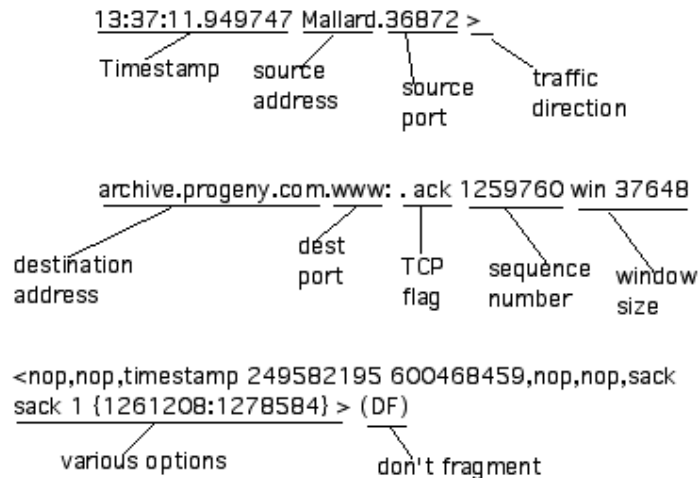 13:37:11.949747 Mallard.36872 >
Timestamp
source
address
source
port
traffic
direction
archive.progeny.com.www: . ack 1259760 win 37648
destination
address
dest
port
TCP
flag
sequence
number
window
size
<nop,nop,timestamp 249582195 600468459,nop,nop,sack
sack 1 {1261208:1278584} > (DF)
various options
don't fragment